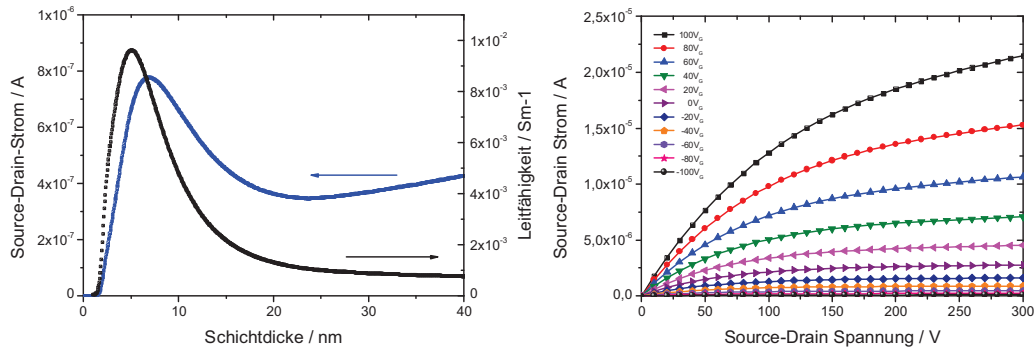 1x10⁻⁶
8x10⁻⁷
6x10⁻⁷
4x10⁻⁷
2x10⁻⁷
0
Source-Drain-Strom / A
0 10 20 30 40
Schichtdicke / nm
1x10⁻²
8x10⁻³
6x10⁻³
4x10⁻³
2x10⁻³
0
Leitfähigkeit / Sm-1
2,5x10⁻⁵
2,0x10⁻⁵
1,5x10⁻⁵
1,0x10⁻⁵
5,0x10⁻⁶
0,0
Source-Drain Strom / A
100V_G
80V_G
60V_G
40V_G
20V_G
0V_G
-20V_G
-40V_G
-60V_G
-80V_G
-100V_G
0 50 100 150 200 250 300
Source-Drain Spannung / V